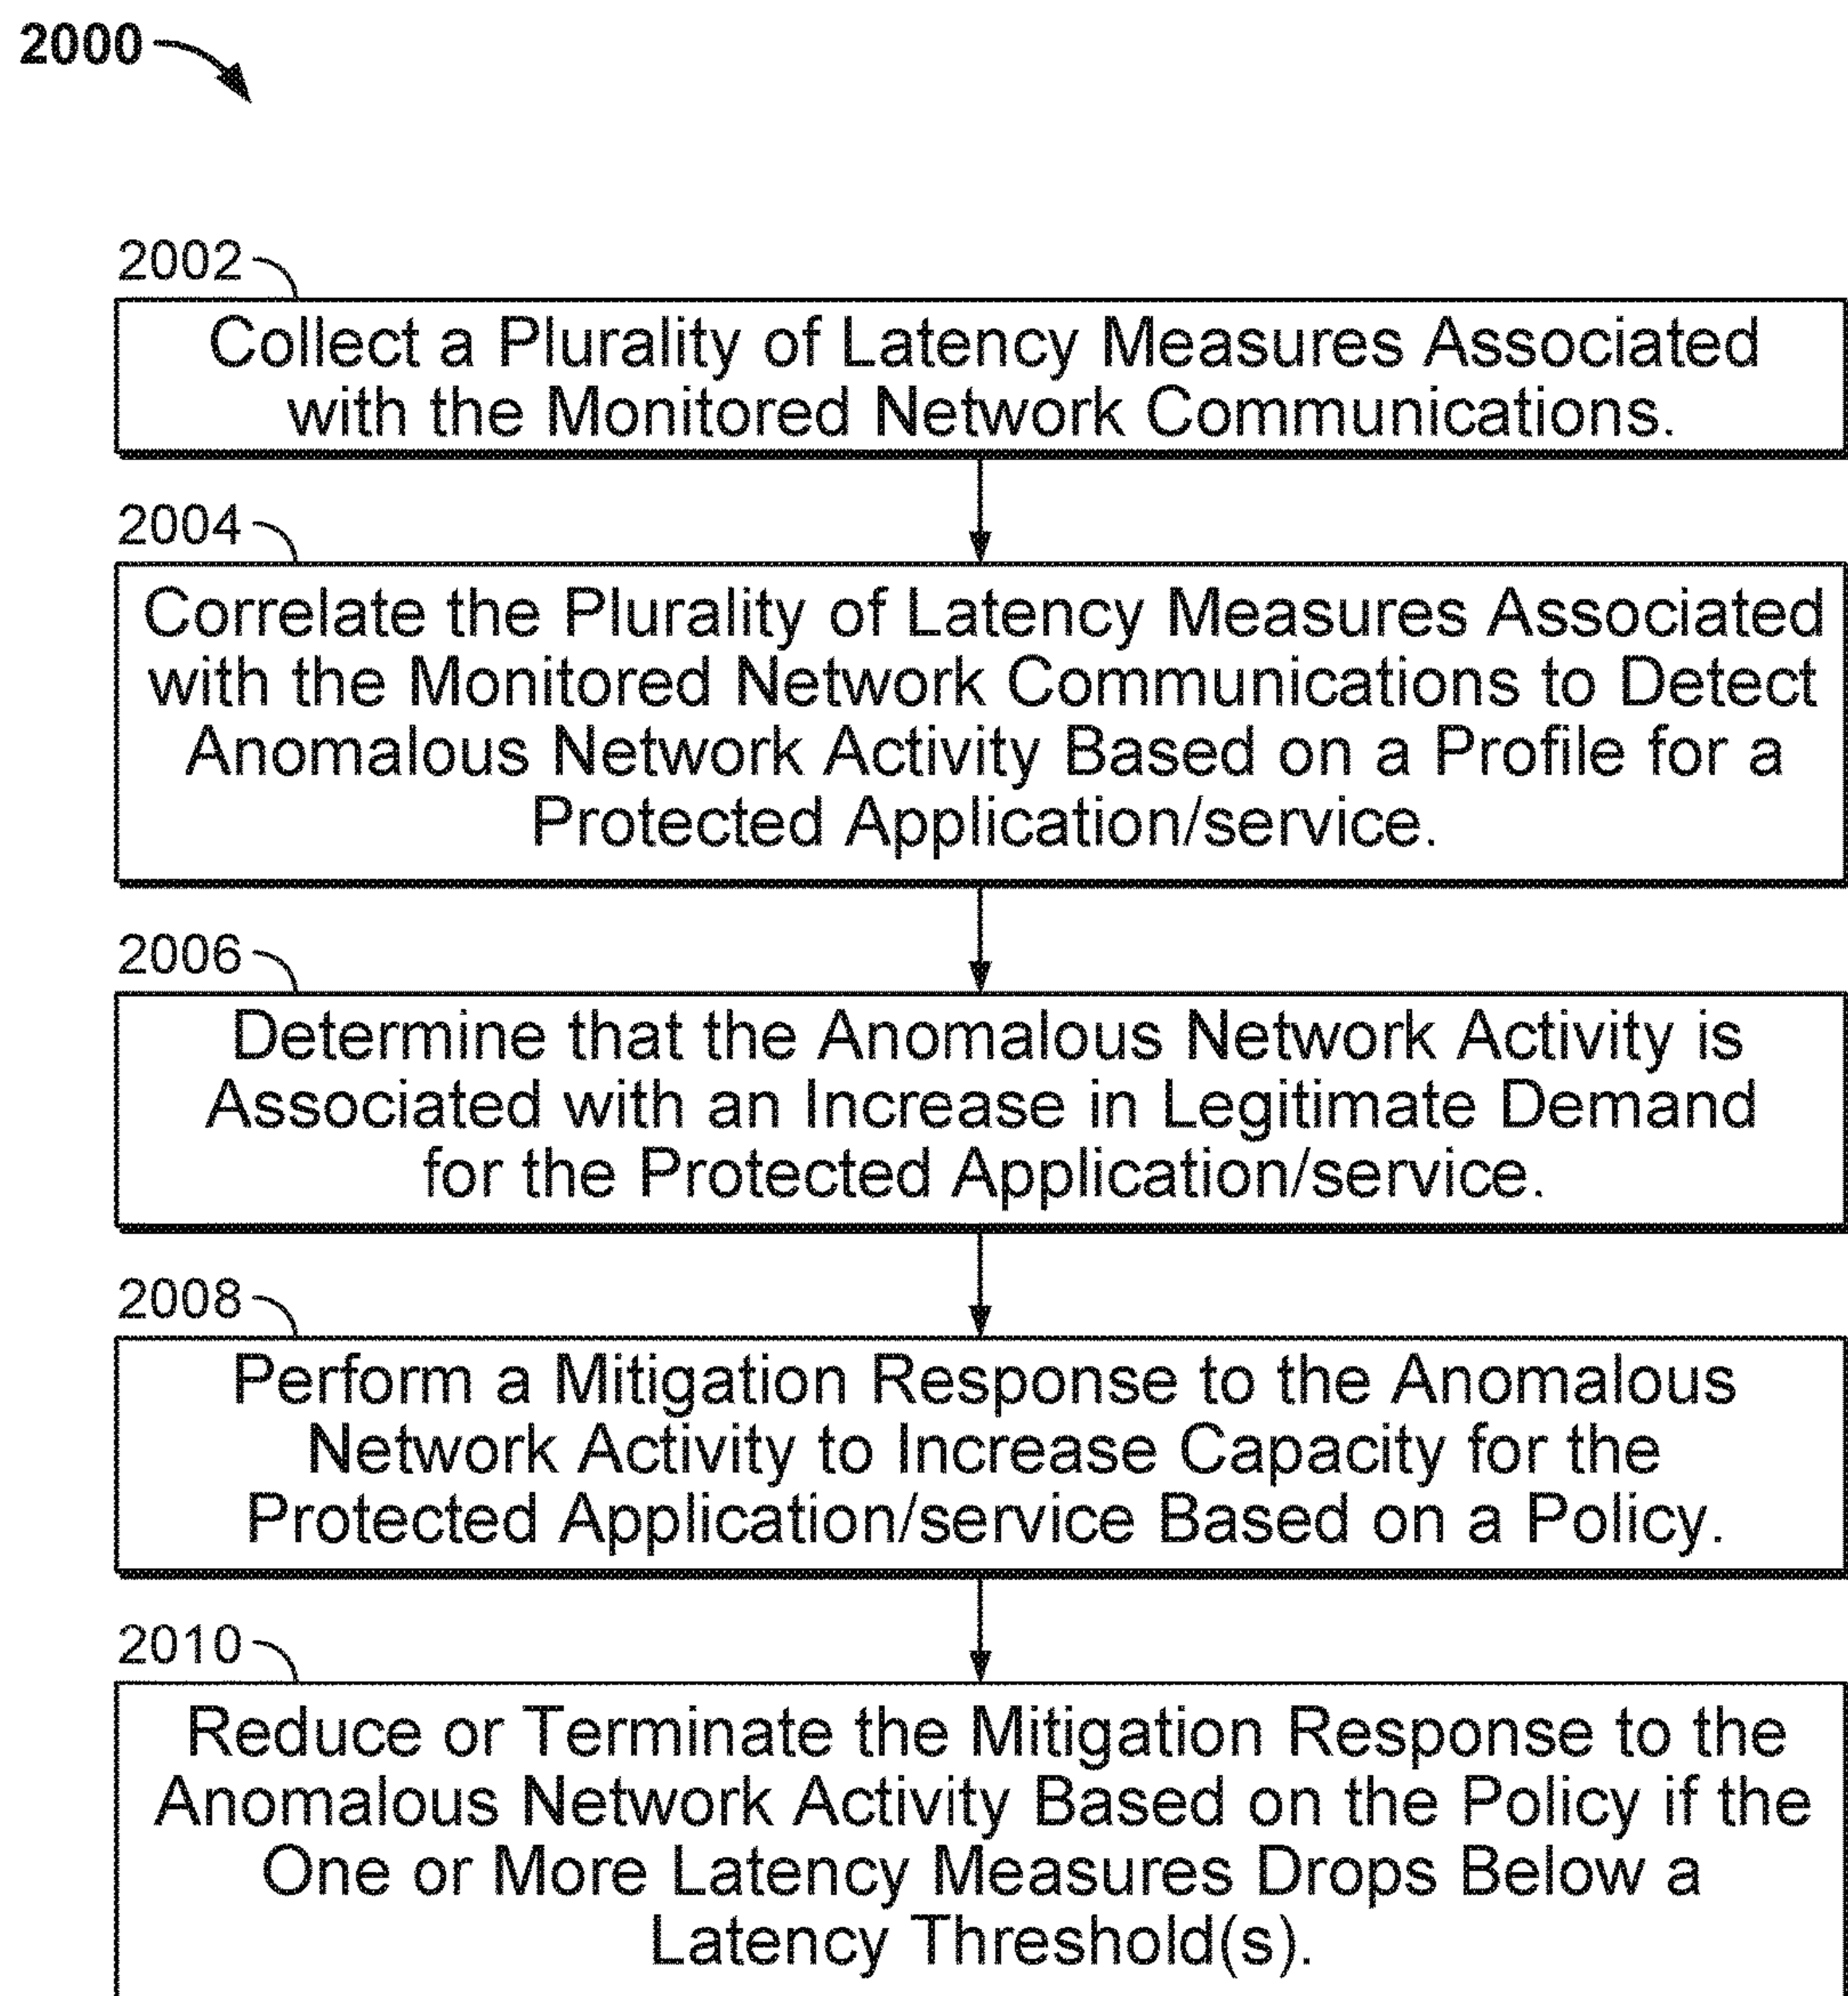 2000
2002
Collect a Plurality of Latency Measures Associated
with the Monitored Network Communications.
2004
Correlate the Plurality of Latency Measures Associated
with the Monitored Network Communications to Detect
Anomalous Network Activity Based on a Profile for a
Protected Application/service.
2006
Determine that the Anomalous Network Activity is
Associated with an Increase in Legitimate Demand
for the Protected Application/service.
2008
Perform a Mitigation Response to the Anomalous
Network Activity to Increase Capacity for the
Protected Application/service Based on a Policy.
2010
Reduce or Terminate the Mitigation Response to the
Anomalous Network Activity Based on the Policy if the
One or More Latency Measures Drops Below a
Latency Threshold(s).